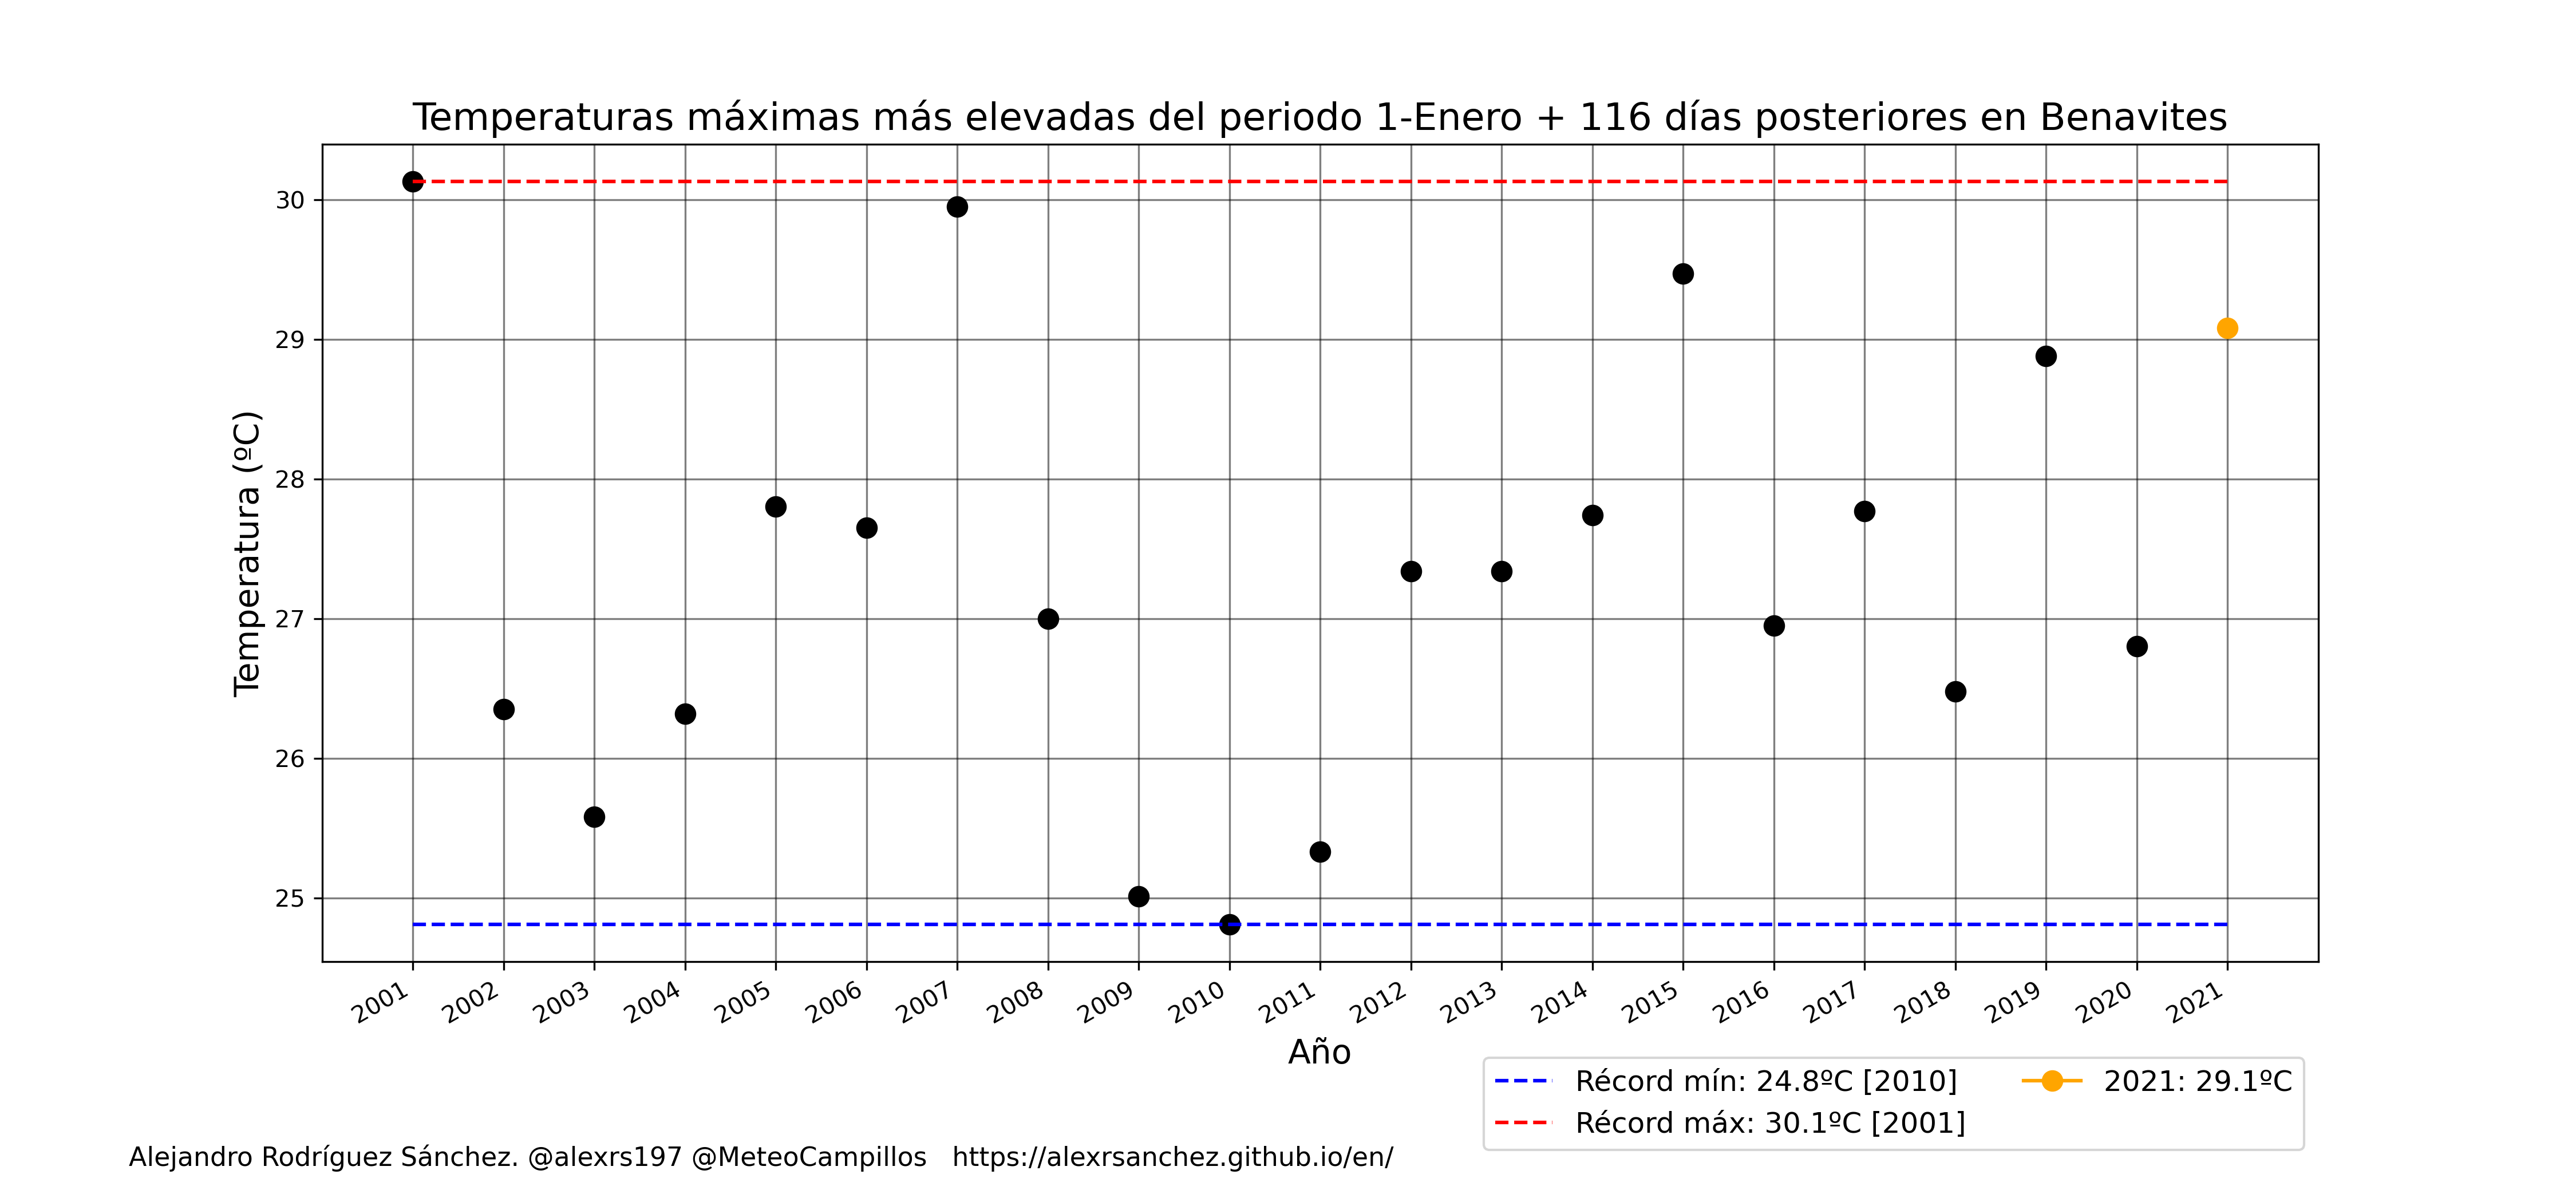 Temperaturas máximas más elevadas del periodo 1-Enero + 116 días posteriores en Benavites
Temperatura (ºC)
30
29
28
27
26
25
2001 2002 2003 2004 2005 2006 2007 2008 2009 2010 2011 2012 2013 2014 2015 2016 2017 2018 2019 2020 2021
Año
Récord mín: 24.8ºC [2010]
Récord máx: 30.1ºC [2001]
2021: 29.1ºC
Alejandro Rodríguez Sánchez. @alexrs197 @MeteoCampillos https://alexrsanchez.github.io/en/